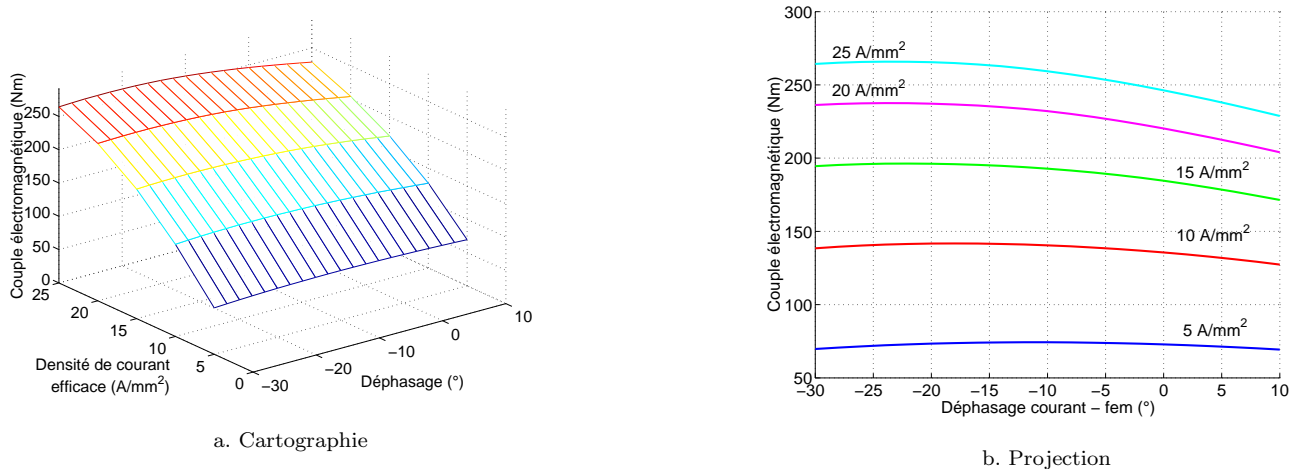 Couple électromagnétique (Nm)
250
200
150
100
50
0
25
20
15
10
5
0
Densité de courant
efficace (A/mm²)
−30
−20
−10
0
10
Déphasage (°)
a. Cartographie
Couple électromagnétique (Nm)
300
250
200
150
100
50
25 A/mm²
20 A/mm²
15 A/mm²
10 A/mm²
5 A/mm²
−30 −25 −20 −15 −10 −5 0 5 10
Déphasage courant − fem (°)
b. Projection